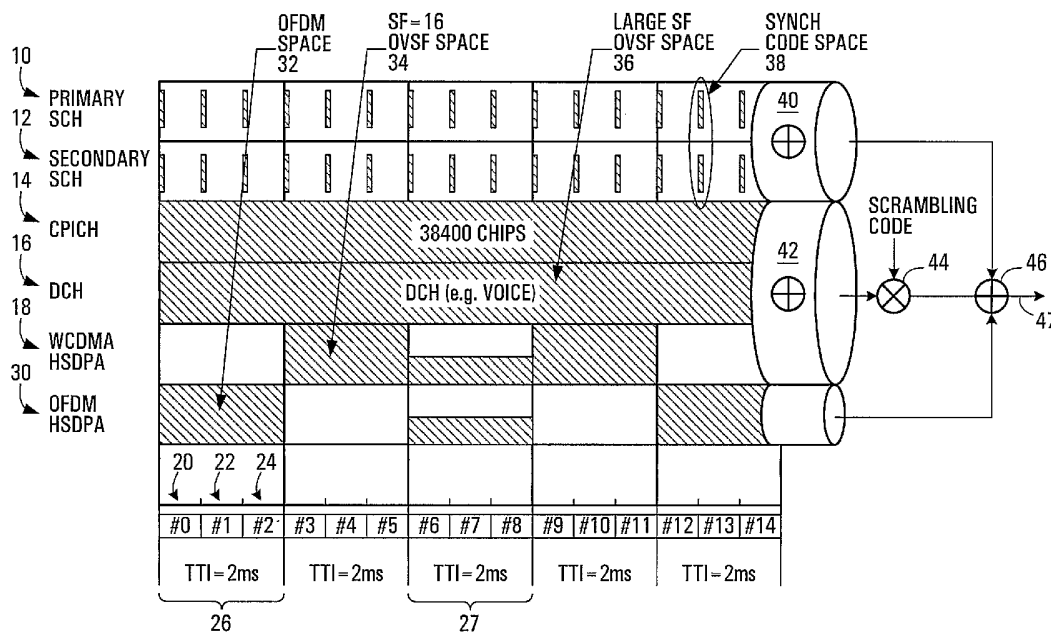 OFDM
SPACE
32
SF=16
OVSF SPACE
34
LARGE SF
OVSF SPACE
36
SYNCH
CODE SPACE
38
10
PRIMARY
SCH
12
SECONDARY
SCH
14
CPICH
16
DCH
18
WCDMA
HSDPA
30
OFDM
HSDPA
40
38400 CHIPS
42
DCH (e.g. VOICE)
SCRAMBLING
CODE
44
46
47
20 22 24
#0 #1 #2 #3 #4 #5 #6 #7 #8 #9 #10 #11 #12 #13 #14
TTI=2ms TTI=2ms TTI=2ms TTI=2ms TTI=2ms
26 27